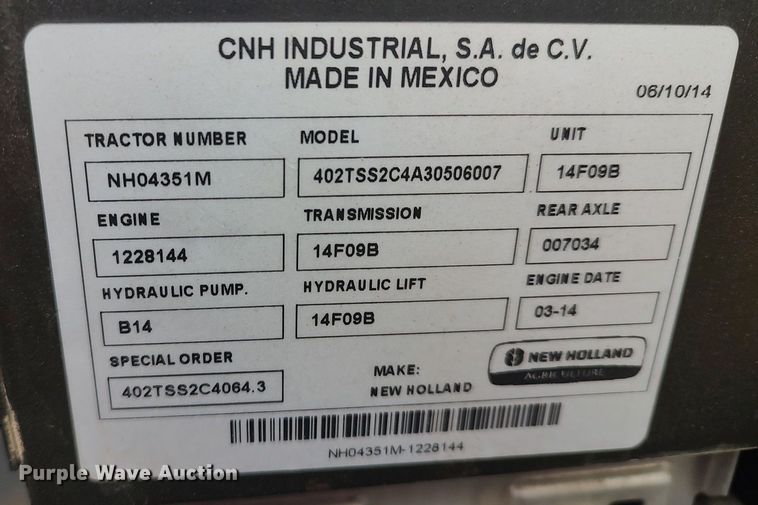 CNH INDUSTRIAL, S.A. de C.V.
MADE IN MEXICO
06/10/14
TRACTOR NUMBER MODEL UNIT
NH04351M 402TSS2C4A30506007 14F09B
ENGINE TRANSMISSION REAR AXLE
1228144 14F09B 007034
HYDRAULIC PUMP. HYDRAULIC LIFT ENGINE DATE
B14 14F09B 03-14
SPECIAL ORDER
402TSS2C4064.3
MAKE:
NEW HOLLAND
NEW HOLLAND
AGRICULTURE
NH04351M-1228144
Purple Wave Auction